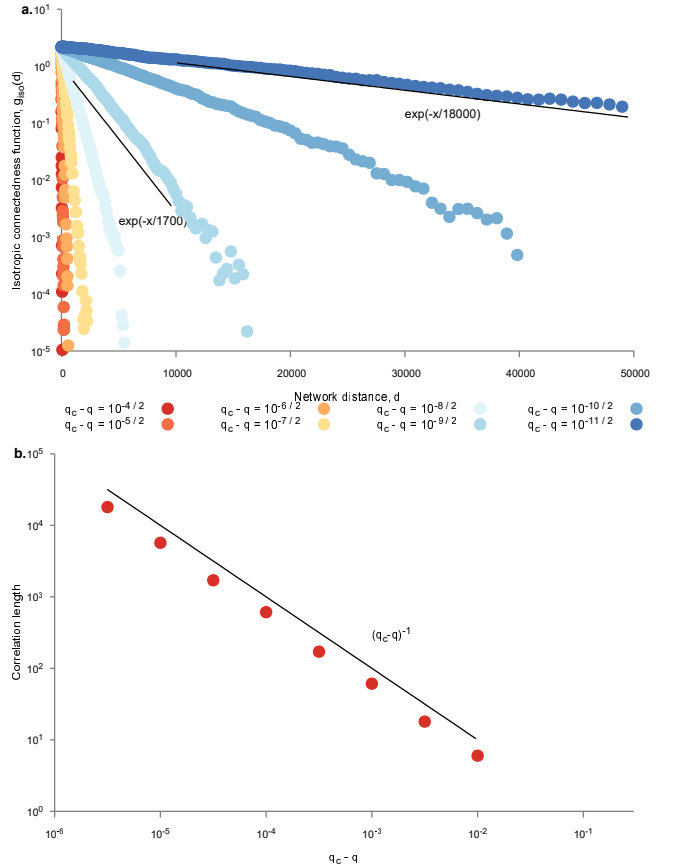 a.
Isotropic connectedness function, g_iso(d)
10^1
10^0
10^-1
10^-2
10^-3
10^-4
10^-5
exp(-x/18000)
exp(-x/1700)
0 10000 20000 30000 40000 50000
Network distance, d
q_c - q = 10^-4 / 2 q_c - q = 10^-6 / 2 q_c - q = 10^-8 / 2 q_c - q = 10^-10 / 2
q_c - q = 10^-5 / 2 q_c - q = 10^-7 / 2 q_c - q = 10^-9 / 2 q_c - q = 10^-11 / 2
b.
Correlation length
10^5
10^4
10^3
10^2
10^1
10^0
(q_c-q)^-1
10^-6 10^-5 10^-4 10^-3 10^-2 10^-1
q_c - q